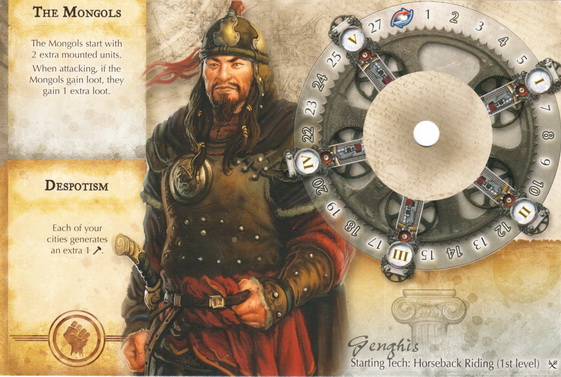 THE MONGOLS
The Mongols start with
2 extra mounted units.
When attacking, if the
Mongols gain loot, they
gain 1 extra loot.
DESPOTISM
Each of your
cities generates
an extra 1
1
2
3
4
5
I
7
8
9
10
II
12
13
14
15
III
17
18
19
20
IV
22
23
24
25
V
27
Genghis
Starting Tech: Horseback Riding (1st level)